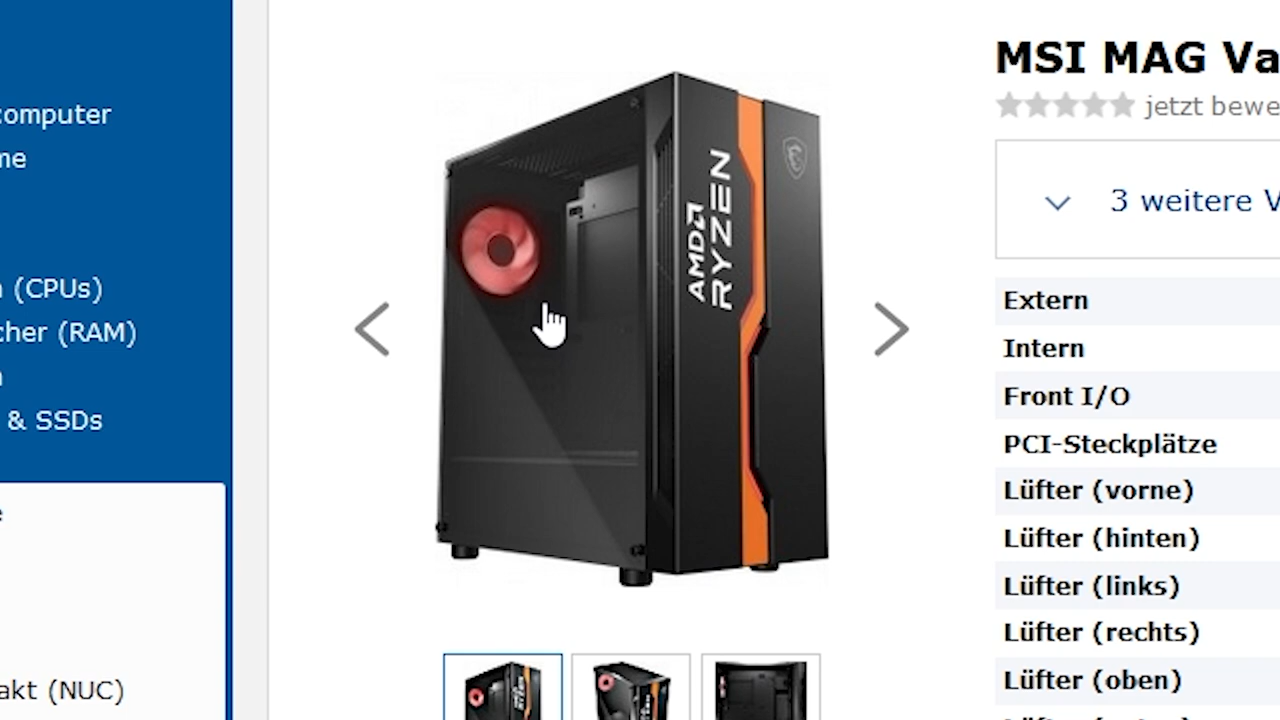 computer
me
(CPUs)
cher (RAM)
& SSDs
akt (NUC)
AMD
RYZEN
MSI MAG Va
jetzt bewe
3 weitere V
Extern
Intern
Front I/O
PCI-Steckplätze
Lüfter (vorne)
Lüfter (hinten)
Lüfter (links)
Lüfter (rechts)
Lüfter (oben)